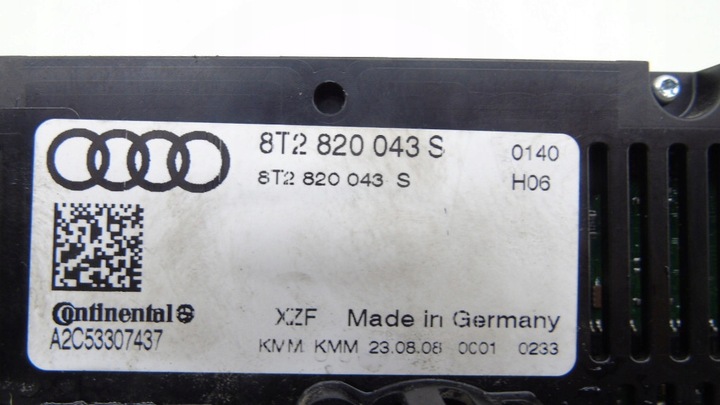 8T2 820 043 S 0140
8T2 820 043 S H06
Continental
A2C53307437
XZF Made in Germany
KMM KMM 23.08.08 0001 0233